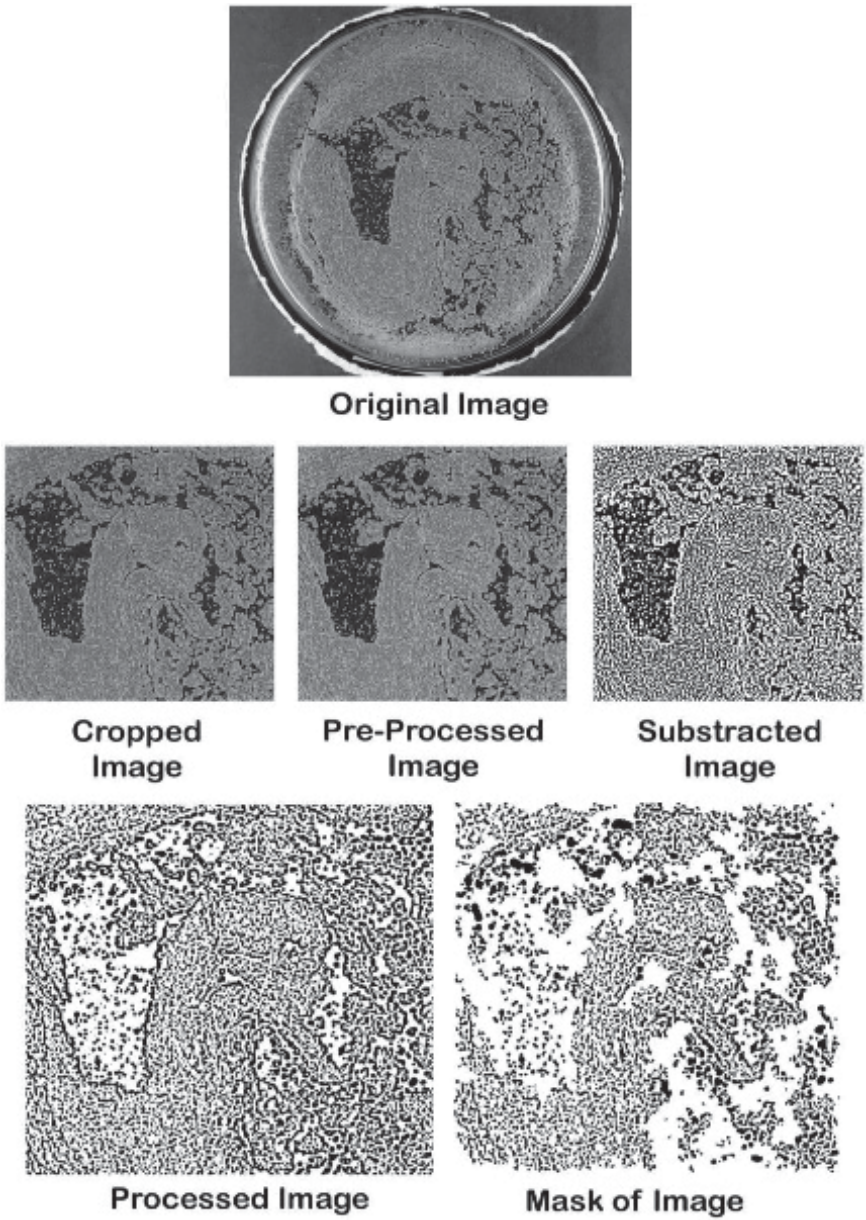 Original Image
Cropped
Image
Pre-Processed
Image
Substracted
Image
Processed Image
Mask of Image